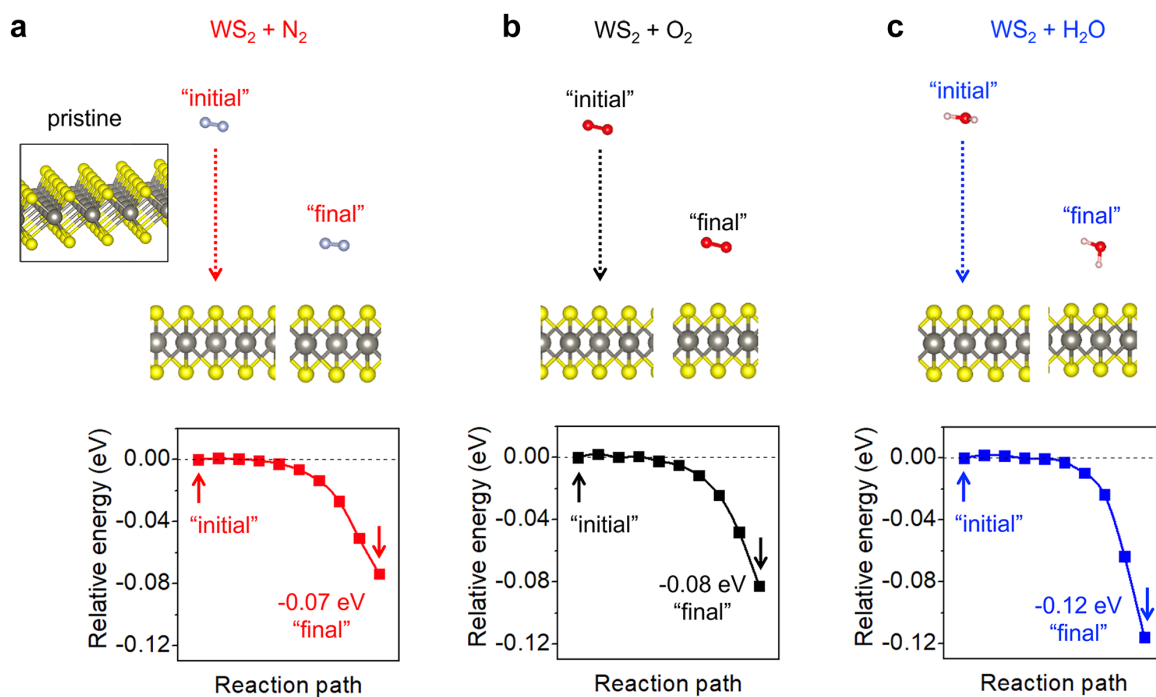 a
WS₂ + N₂
pristine
“initial”
“final”
Relative energy (eV)
0.00
-0.04
-0.08
-0.12
“initial”
-0.07 eV
“final”
Reaction path
b
WS₂ + O₂
“initial”
“final”
Relative energy (eV)
0.00
-0.04
-0.08
-0.12
“initial”
-0.08 eV
“final”
Reaction path
c
WS₂ + H₂O
“initial”
“final”
Relative energy (eV)
0.00
-0.04
-0.08
-0.12
“initial”
-0.12 eV
“final”
Reaction path